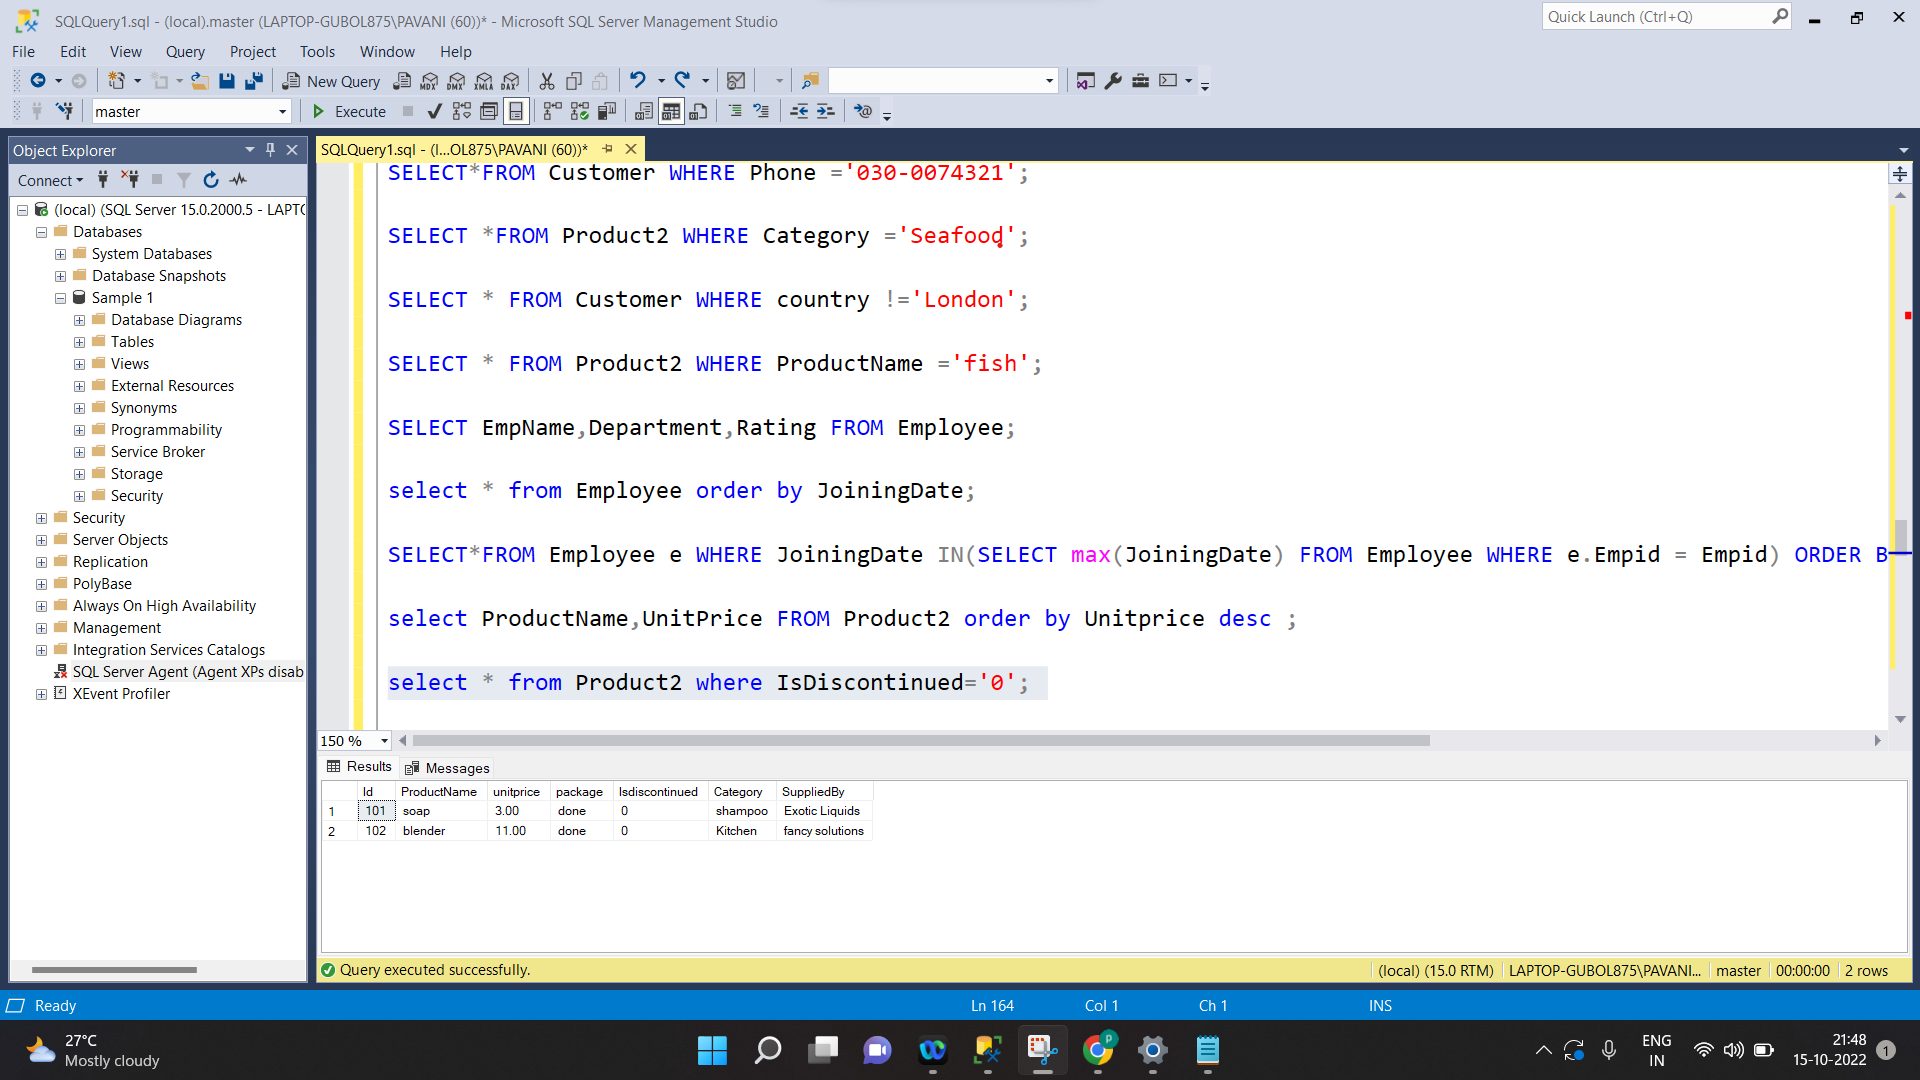 SQLQuery1.sql - (local).master (LAPTOP-GUBOL875\PAVANI (60))* - Microsoft SQL Server Management Studio
Quick Launch (Ctrl+Q)
File Edit View Query Project Tools Window Help
New Query
MDX DMX XMLA DAX
master
Execute
Object Explorer
SQLQuery1.sql - (l...OL875\PAVANI (60))*
Connect
(local) (SQL Server 15.0.2000.5 - LAPTO
Databases
System Databases
Database Snapshots
Sample 1
Database Diagrams
Tables
Views
External Resources
Synonyms
Programmability
Service Broker
Storage
Security
Security
Server Objects
Replication
PolyBase
Always On High Availability
Management
Integration Services Catalogs
SQL Server Agent (Agent XPs disab
XEvent Profiler
SELECT*FROM Customer WHERE Phone ='030-0074321';
SELECT *FROM Product2 WHERE Category ='Seafood';
SELECT * FROM Customer WHERE country !='London';
SELECT * FROM Product2 WHERE ProductName ='fish';
SELECT EmpName,Department,Rating FROM Employee;
select * from Employee order by JoiningDate;
SELECT*FROM Employee e WHERE JoiningDate IN(SELECT max(JoiningDate) FROM Employee WHERE e.Empid = Empid) ORDER B
select ProductName,UnitPrice FROM Product2 order by Unitprice desc ;
select * from Product2 where IsDiscontinued='0';
150 %
Results Messages
Id ProductName unitprice package Isdiscontinued Category SuppliedBy
1 101 soap 3.00 done 0 shampoo Exotic Liquids
2 102 blender 11.00 done 0 Kitchen fancy solutions
Query executed successfully.
(local) (15.0 RTM) LAPTOP-GUBOL875\PAVANI... master 00:00:00 2 rows
Ready
Ln 164 Col 1 Ch 1 INS
27°C
Mostly cloudy
P
ENG
IN
21:48
15-10-2022
1